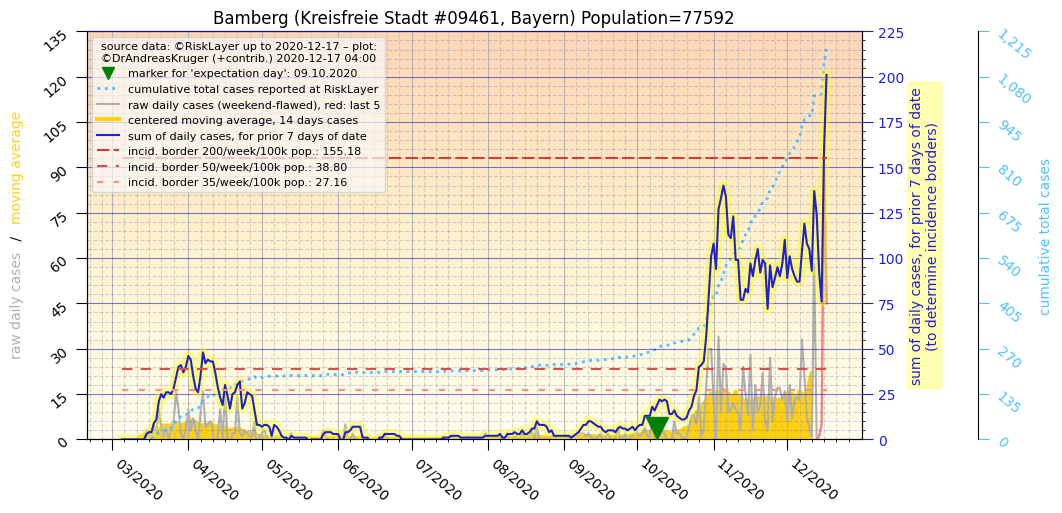 Bamberg (Kreisfreie Stadt #09461, Bayern) Population=77592
source data: ©RiskLayer up to 2020-12-17 – plot:
©DrAndreasKruger (+contrib.) 2020-12-17 04:00
marker for 'expectation day': 09.10.2020
cumulative total cases reported at RiskLayer
raw daily cases (weekend-flawed), red: last 5
centered moving average, 14 days
sum of daily cases, for prior 7 days of date
incid. border 200/week/100k pop.: 155.18
incid. border 50/week/100k pop.: 38.80
incid. border 35/week/100k pop.: 27.16
raw daily cases / moving average
135
120
105
90
75
60
45
30
15
0
03/2020
04/2020
05/2020
06/2020
07/2020
08/2020
09/2020
10/2020
11/2020
12/2020
225
200
175
150
125
100
75
50
25
0
sum of daily cases, for prior 7 days of date
(to determine incidence borders)
1,215
1,080
945
810
675
540
405
270
135
0
cumulative total cases